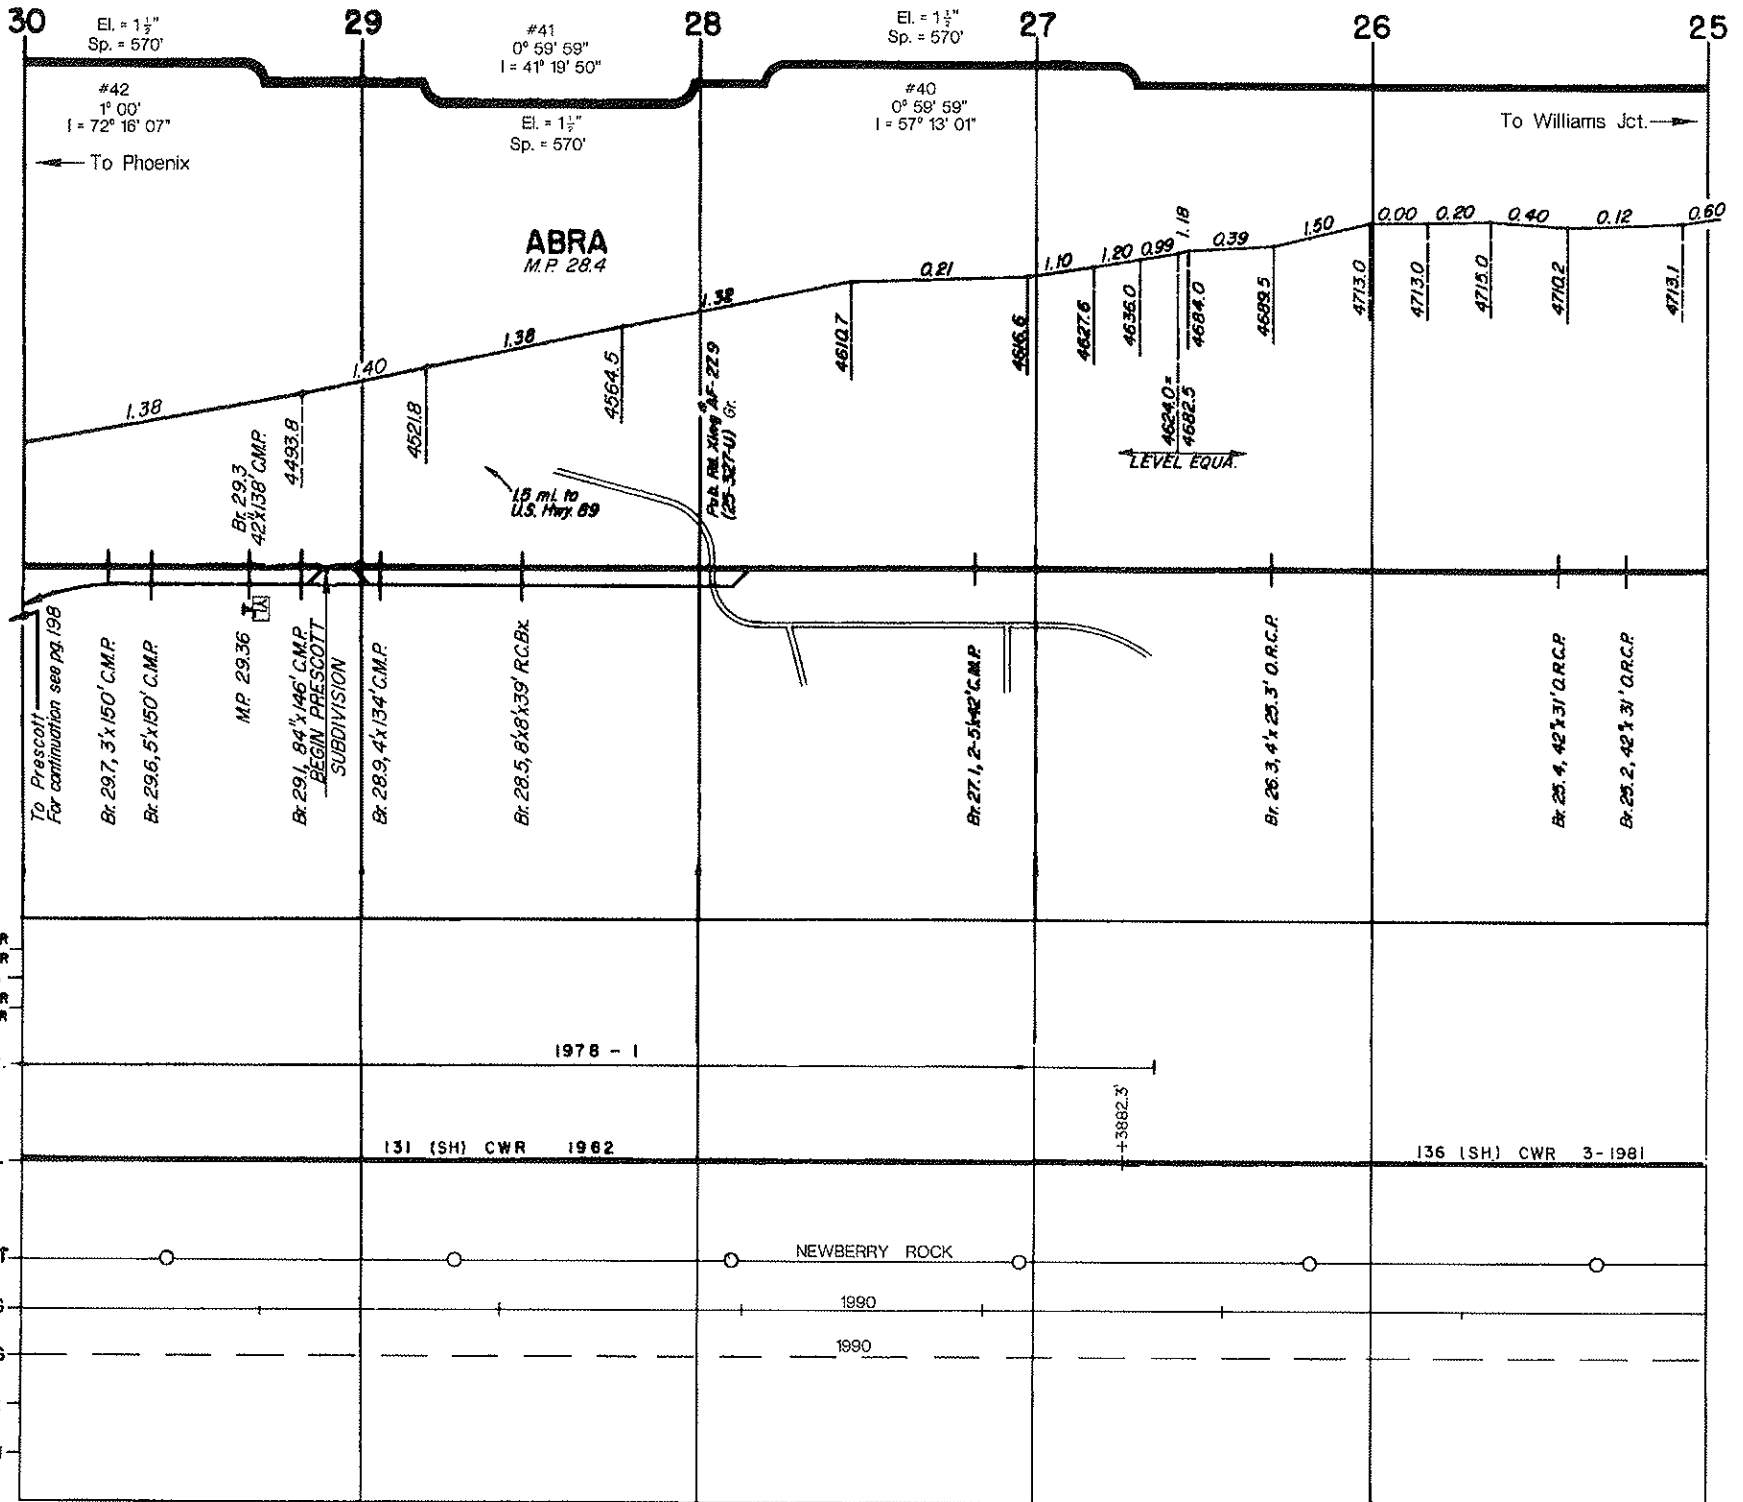 30
29
28
27
26
25
El. = 1½"
Sp. = 570'
#42
1° 00'
I = 72° 16' 07"
← To Phoenix
#41
0° 59' 59"
I = 41° 19' 50"
El. = 1½"
Sp. = 570'
El. = 1½"
Sp. = 570'
#40
0° 59' 59"
I = 57° 13' 01"
To Williams Jct. →
ABRA
M.P. 28.4
1.38
1.40
1.38
1.38
0.21
1.10
1.20
0.99
1.18
0.39
1.50
0.00
0.20
0.40
0.12
0.60
4493.8
4521.8
4564.5
4610.7
4616.6
4627.6
4636.0
4624.0=
4682.5
4684.0
4689.5
4713.0
4713.0
4715.0
4710.2
4713.1
LEVEL EQUA.
Br. 29.3
42"x138' C.M.P.
1.5 mi. to
U.S. Hwy. 89
Pub. Rd. Xing AF-229
(25-327-U) Gr.
To Prescott
For continuation see pg. 198
Br. 29.7, 3'x150' C.M.P.
Br. 29.6, 5'x150' C.M.P.
M.P. 29.36
Br. 29.1, 84"x146' C.M.P.
BEGIN PRESCOTT
SUBDIVISION
Br. 28.9, 4'x134' C.M.P.
Br. 28.5, 8'x8'x39' R.C.Bx.
Br. 27.1, 2-5'x42' C.M.P.
Br. 26.3, 4'x25.3' O.R.C.P.
Br. 25.4, 42"x31' O.R.C.P.
Br. 25.2, 42"x31' O.R.C.P.
R
R
R
R
1978 - 1
+3882.3'
131 (SH) CWR 1982
136 (SH) CWR 3-1981
T
NEWBERRY ROCK
S
1990
S
1990